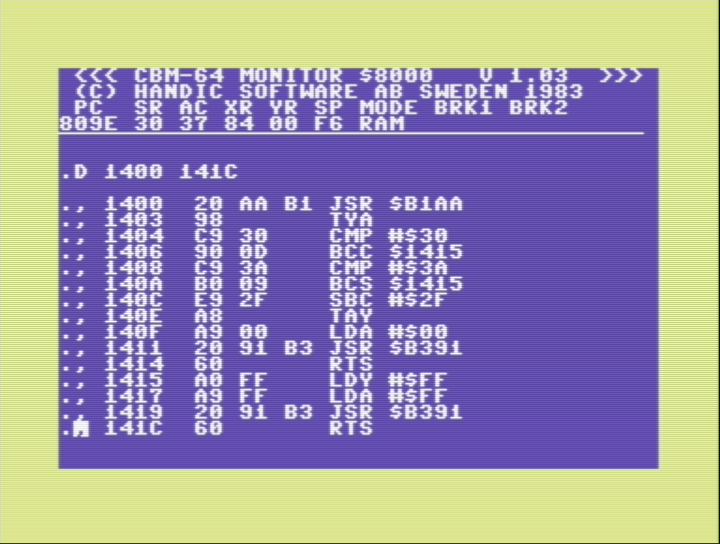 <<< CBM-64 MONITOR $8000   V 1.03  >>>
(C) HANDIC SOFTWARE AB SWEDEN 1983
PC  SR AC XR YR SP MODE BRK1 BRK2
809E 30 37 84 00 F6 RAM
.D 1400 141C
., 1400  20 AA B1 JSR $B1AA
., 1403  98       TYA
., 1404  C9 30    CMP #$30
., 1406  90 0D    BCC $1415
., 1408  C9 3A    CMP #$3A
., 140A  B0 09    BCS $1415
., 140C  E9 2F    SBC #$2F
., 140E  A8       TAY
., 140F  A9 00    LDA #$00
., 1411  20 91 B3 JSR $B391
., 1414  60       RTS
., 1415  A0 FF    LDY #$FF
., 1417  A9 FF    LDA #$FF
., 1419  20 91 B3 JSR $B391
., 141C  60       RTS